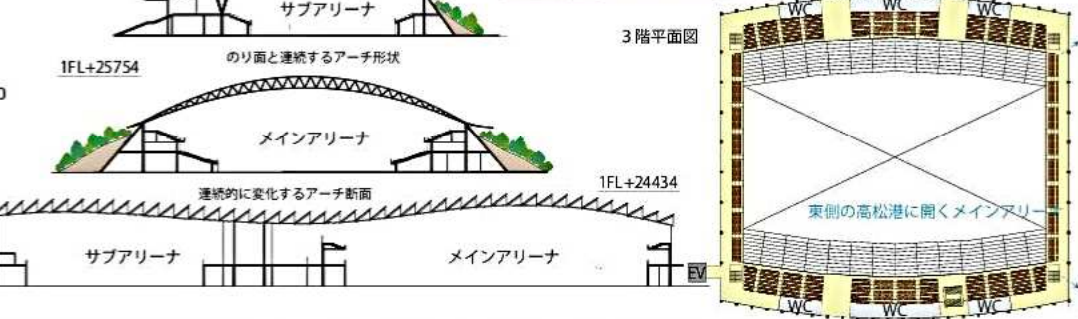 サブアリーナ
のり面と連続するアーチ形状
1FL+25754
メインアリーナ
連続的に変化するアーチ断面
1FL+24434
サブアリーナ
メインアリーナ
EV
3階平面図
WC
WC
WC
東側の高松港に開くメインアリーナ
WC
WC
WC